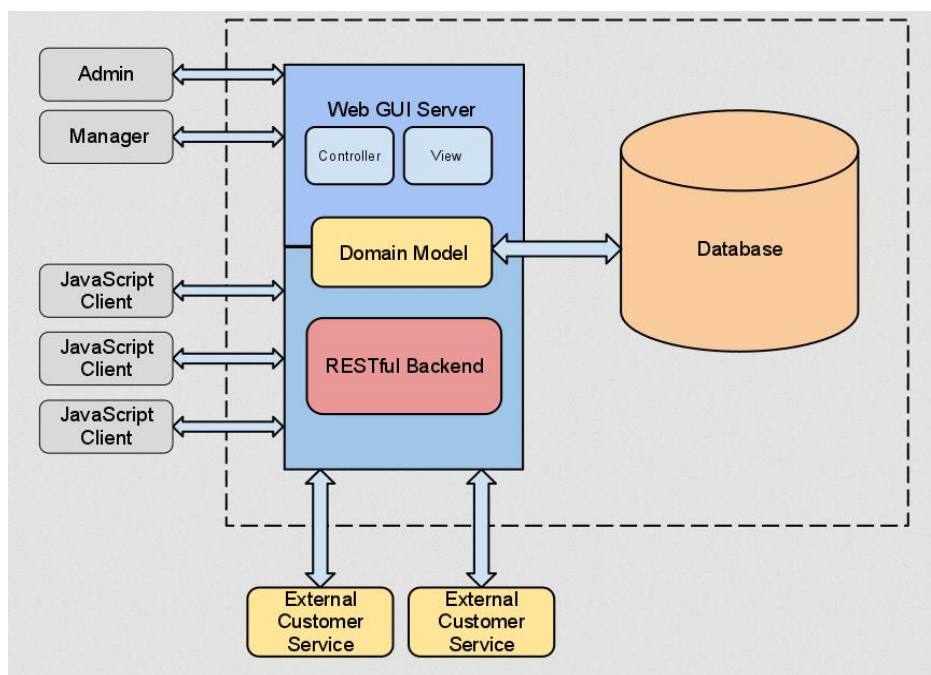 Admin
Manager
Web GUI Server
Controller
View
Domain Model
Database
JavaScript
Client
JavaScript
Client
JavaScript
Client
RESTful Backend
External
Customer
Service
External
Customer
Service